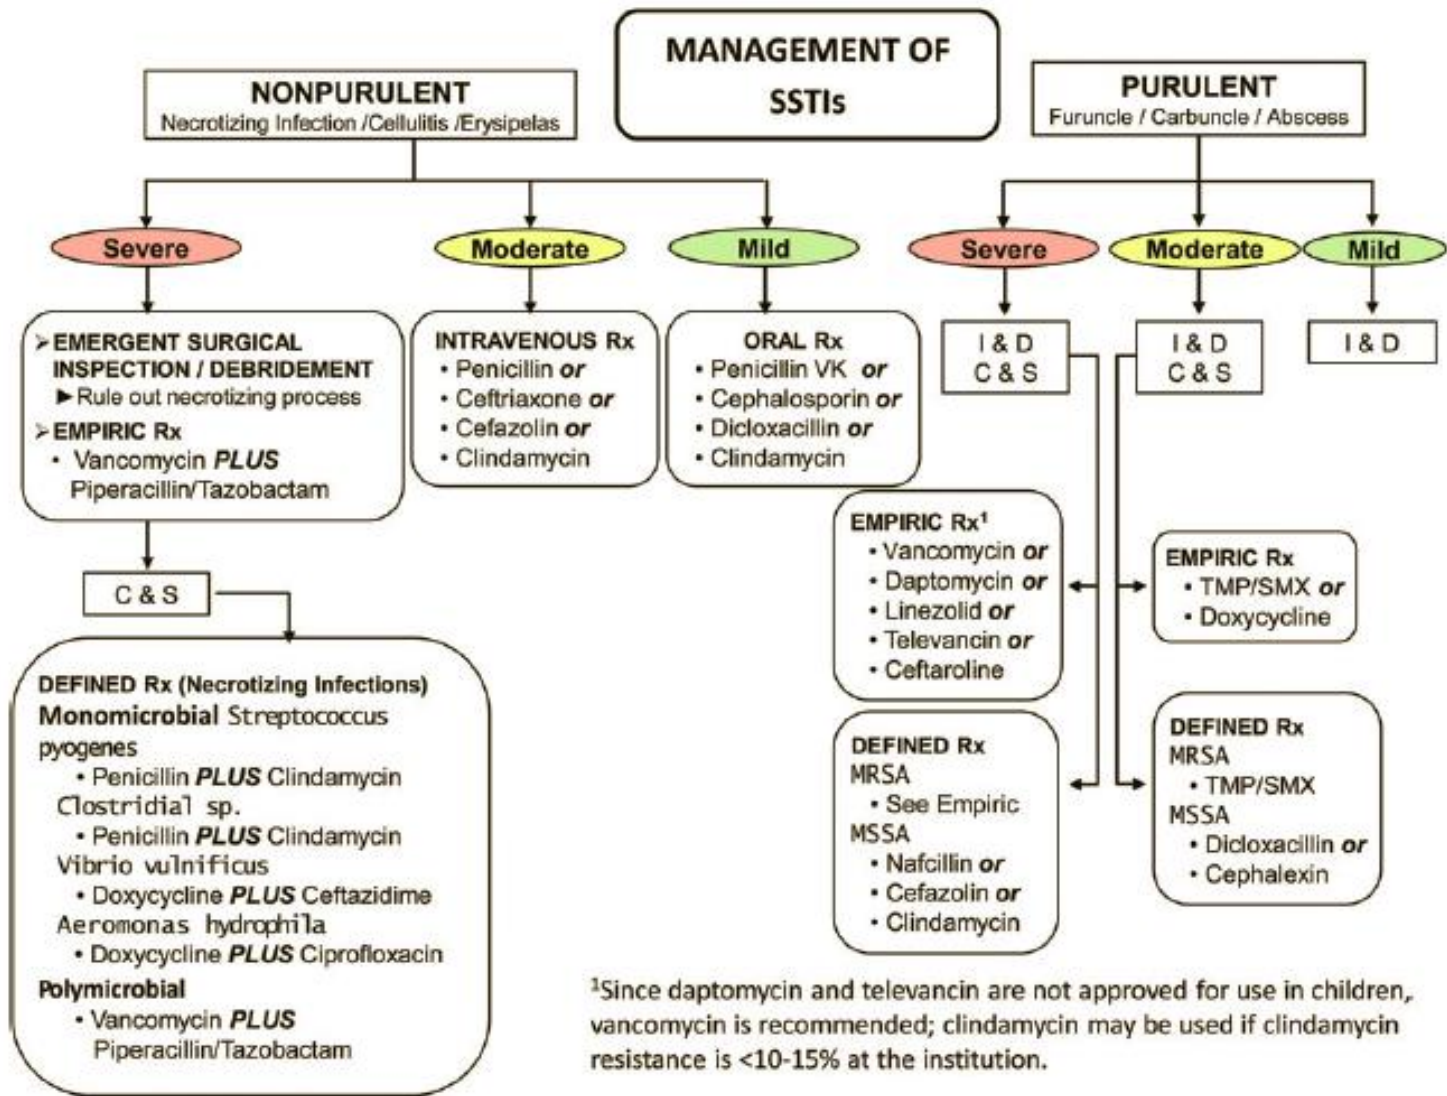 MANAGEMENT OF
SSTIs
NONPURULENT
Necrotizing Infection /Cellulitis /Erysipelas
Severe
➢EMERGENT SURGICAL
INSPECTION / DEBRIDEMENT
►Rule out necrotizing process
➢EMPIRIC Rx
• Vancomycin PLUS
Piperacillin/Tazobactam
C & S
DEFINED Rx (Necrotizing Infections)
Monomicrobial Streptococcus
pyogenes
• Penicillin PLUS Clindamycin
Clostridial sp.
• Penicillin PLUS Clindamycin
Vibrio vulnificus
• Doxycycline PLUS Ceftazidime
Aeromonas hydrophila
• Doxycycline PLUS Ciprofloxacin
Polymicrobial
• Vancomycin PLUS
Piperacillin/Tazobactam
Moderate
INTRAVENOUS Rx
• Penicillin or
• Ceftriaxone or
• Cefazolin or
• Clindamycin
Mild
ORAL Rx
• Penicillin VK or
• Cephalosporin or
• Dicloxacillin or
• Clindamycin
PURULENT
Furuncle / Carbuncle / Abscess
Severe
I & D
C & S
EMPIRIC Rx¹
• Vancomycin or
• Daptomycin or
• Linezolid or
• Televancin or
• Ceftaroline
DEFINED Rx
MRSA
• See Empiric
MSSA
• Nafcillin or
• Cefazolin or
• Clindamycin
Moderate
I & D
C & S
EMPIRIC Rx
• TMP/SMX or
• Doxycycline
DEFINED Rx
MRSA
• TMP/SMX
MSSA
• Dicloxacillin or
• Cephalexin
Mild
I & D
¹Since daptomycin and televancin are not approved for use in children,
vancomycin is recommended; clindamycin may be used if clindamycin
resistance is <10-15% at the institution.